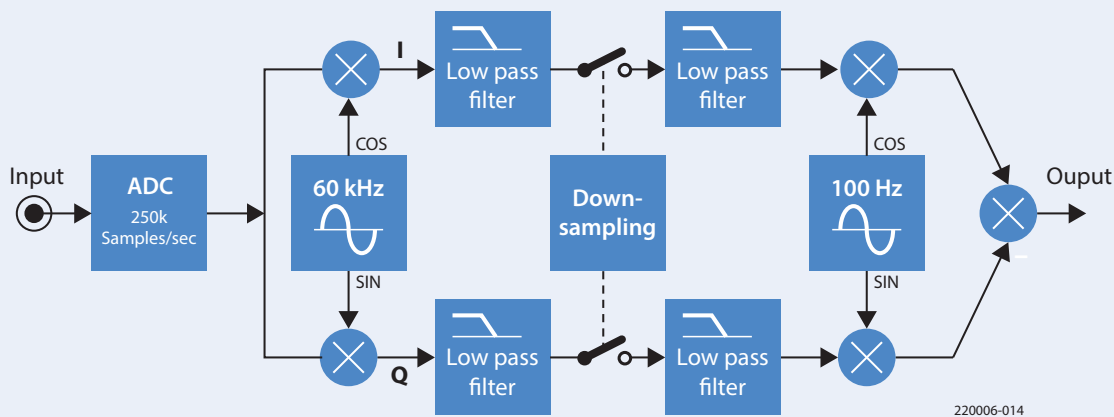 I
Low pass
filter
Low pass
filter
COS
COS
Input
ADC
250k
Samples/sec
60 kHz
Down-
sampling
100 Hz
Ouput
–
SIN
SIN
Q
Low pass
filter
Low pass
filter
220006-014